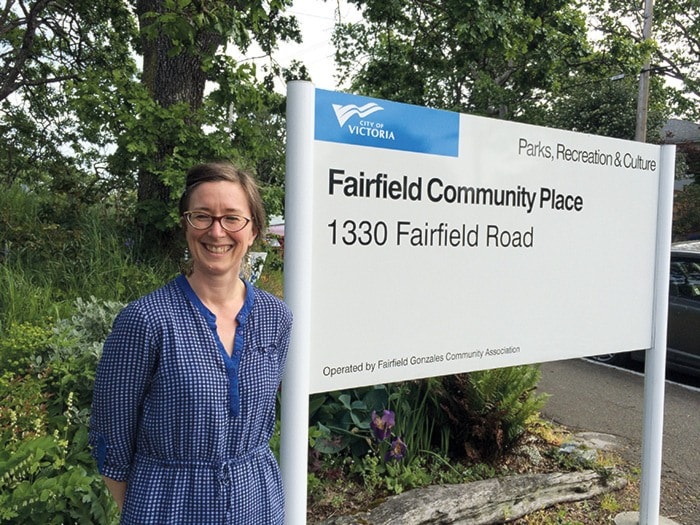 CITY OF
VICTORIA
Parks, Recreation & Culture
Fairfield Community Place
1330 Fairfield Road
Operated by Fairfield Gonzales Community Association